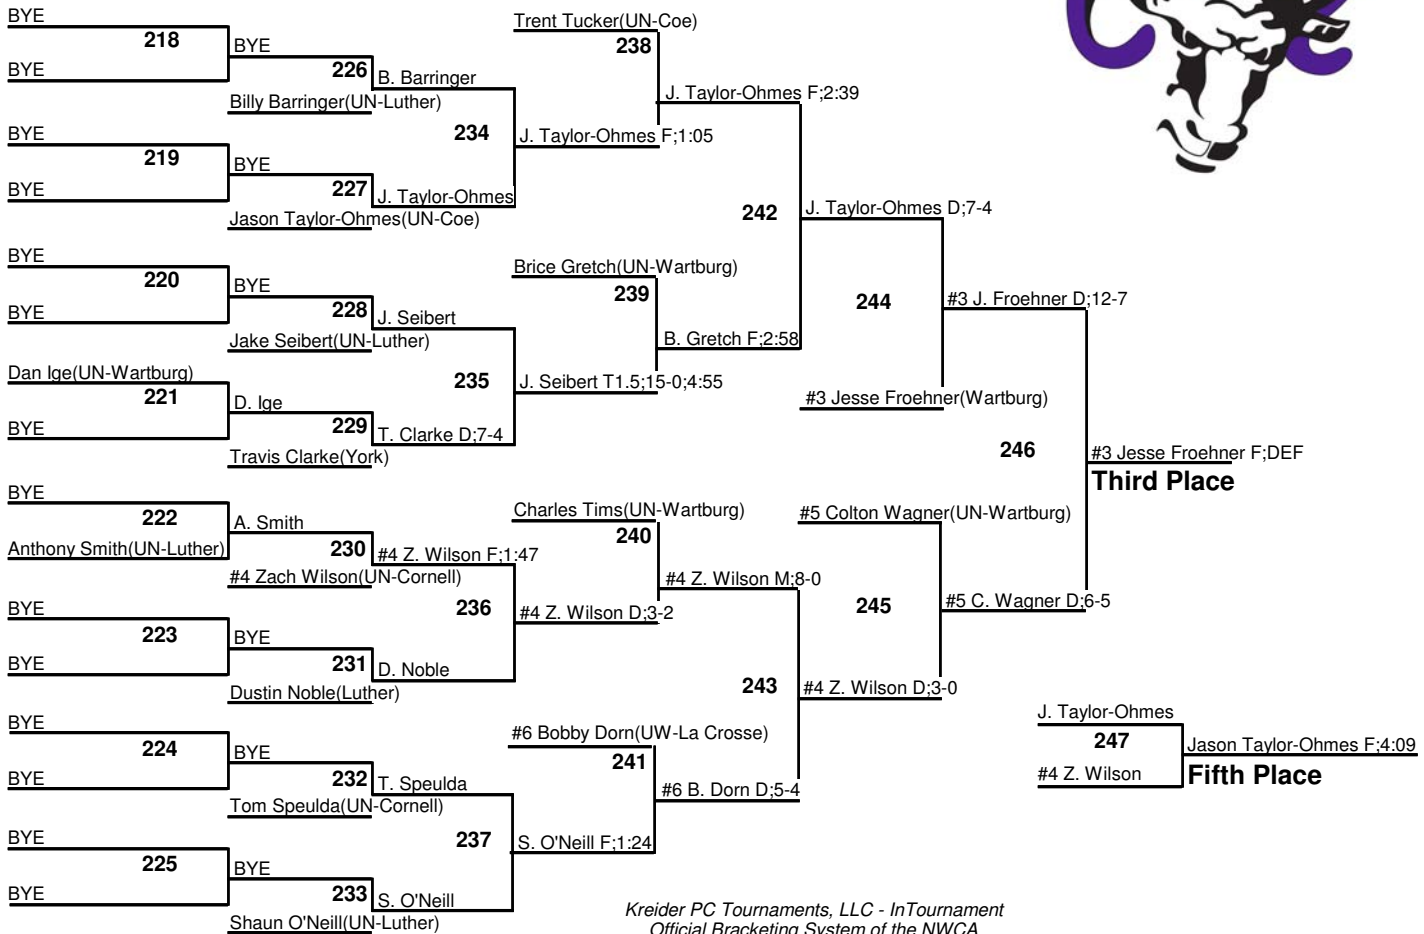 BYE
218
BYE
BYE
226
Billy Barringer(UN-Luther)
B. Barringer
234
BYE
219
BYE
BYE
227
Jason Taylor-Ohmes(UN-Coe)
J. Taylor-Ohmes
BYE
220
BYE
BYE
228
Jake Seibert(UN-Luther)
J. Seibert
235
Dan Ige(UN-Wartburg)
221
BYE
D. Ige
229
Travis Clarke(York)
T. Clarke D;7-4
BYE
222
Anthony Smith(UN-Luther)
A. Smith
230
#4 Zach Wilson(UN-Cornell)
#4 Z. Wilson F;1:47
236
BYE
223
BYE
BYE
231
Dustin Noble(Luther)
D. Noble
BYE
224
BYE
BYE
232
Tom Speulda(UN-Cornell)
T. Speulda
237
BYE
225
BYE
BYE
233
Shaun O'Neill(UN-Luther)
S. O'Neill
Trent Tucker(UN-Coe)
238
J. Taylor-Ohmes F;1:05
J. Taylor-Ohmes F;2:39
242
Brice Gretch(UN-Wartburg)
239
J. Seibert T1.5;15-0;4:55
B. Gretch F;2:58
Charles Tims(UN-Wartburg)
240
#4 Z. Wilson D;3-2
#4 Z. Wilson M;8-0
243
#6 Bobby Dorn(UW-La Crosse)
241
S. O'Neill F;1:24
#6 B. Dorn D;5-4
J. Taylor-Ohmes D;7-4
244
#3 Jesse Froehner(Wartburg)
#3 J. Froehner D;12-7
246
#5 Colton Wagner(UN-Wartburg)
245
#4 Z. Wilson D;3-0
#5 C. Wagner D;6-5
#3 Jesse Froehner F;DEF
Third Place
J. Taylor-Ohmes
247
#4 Z. Wilson
Jason Taylor-Ohmes F;4:09
Fifth Place
Kreider PC Tournaments, LLC - InTournament
Official Bracketing System of the NWCA